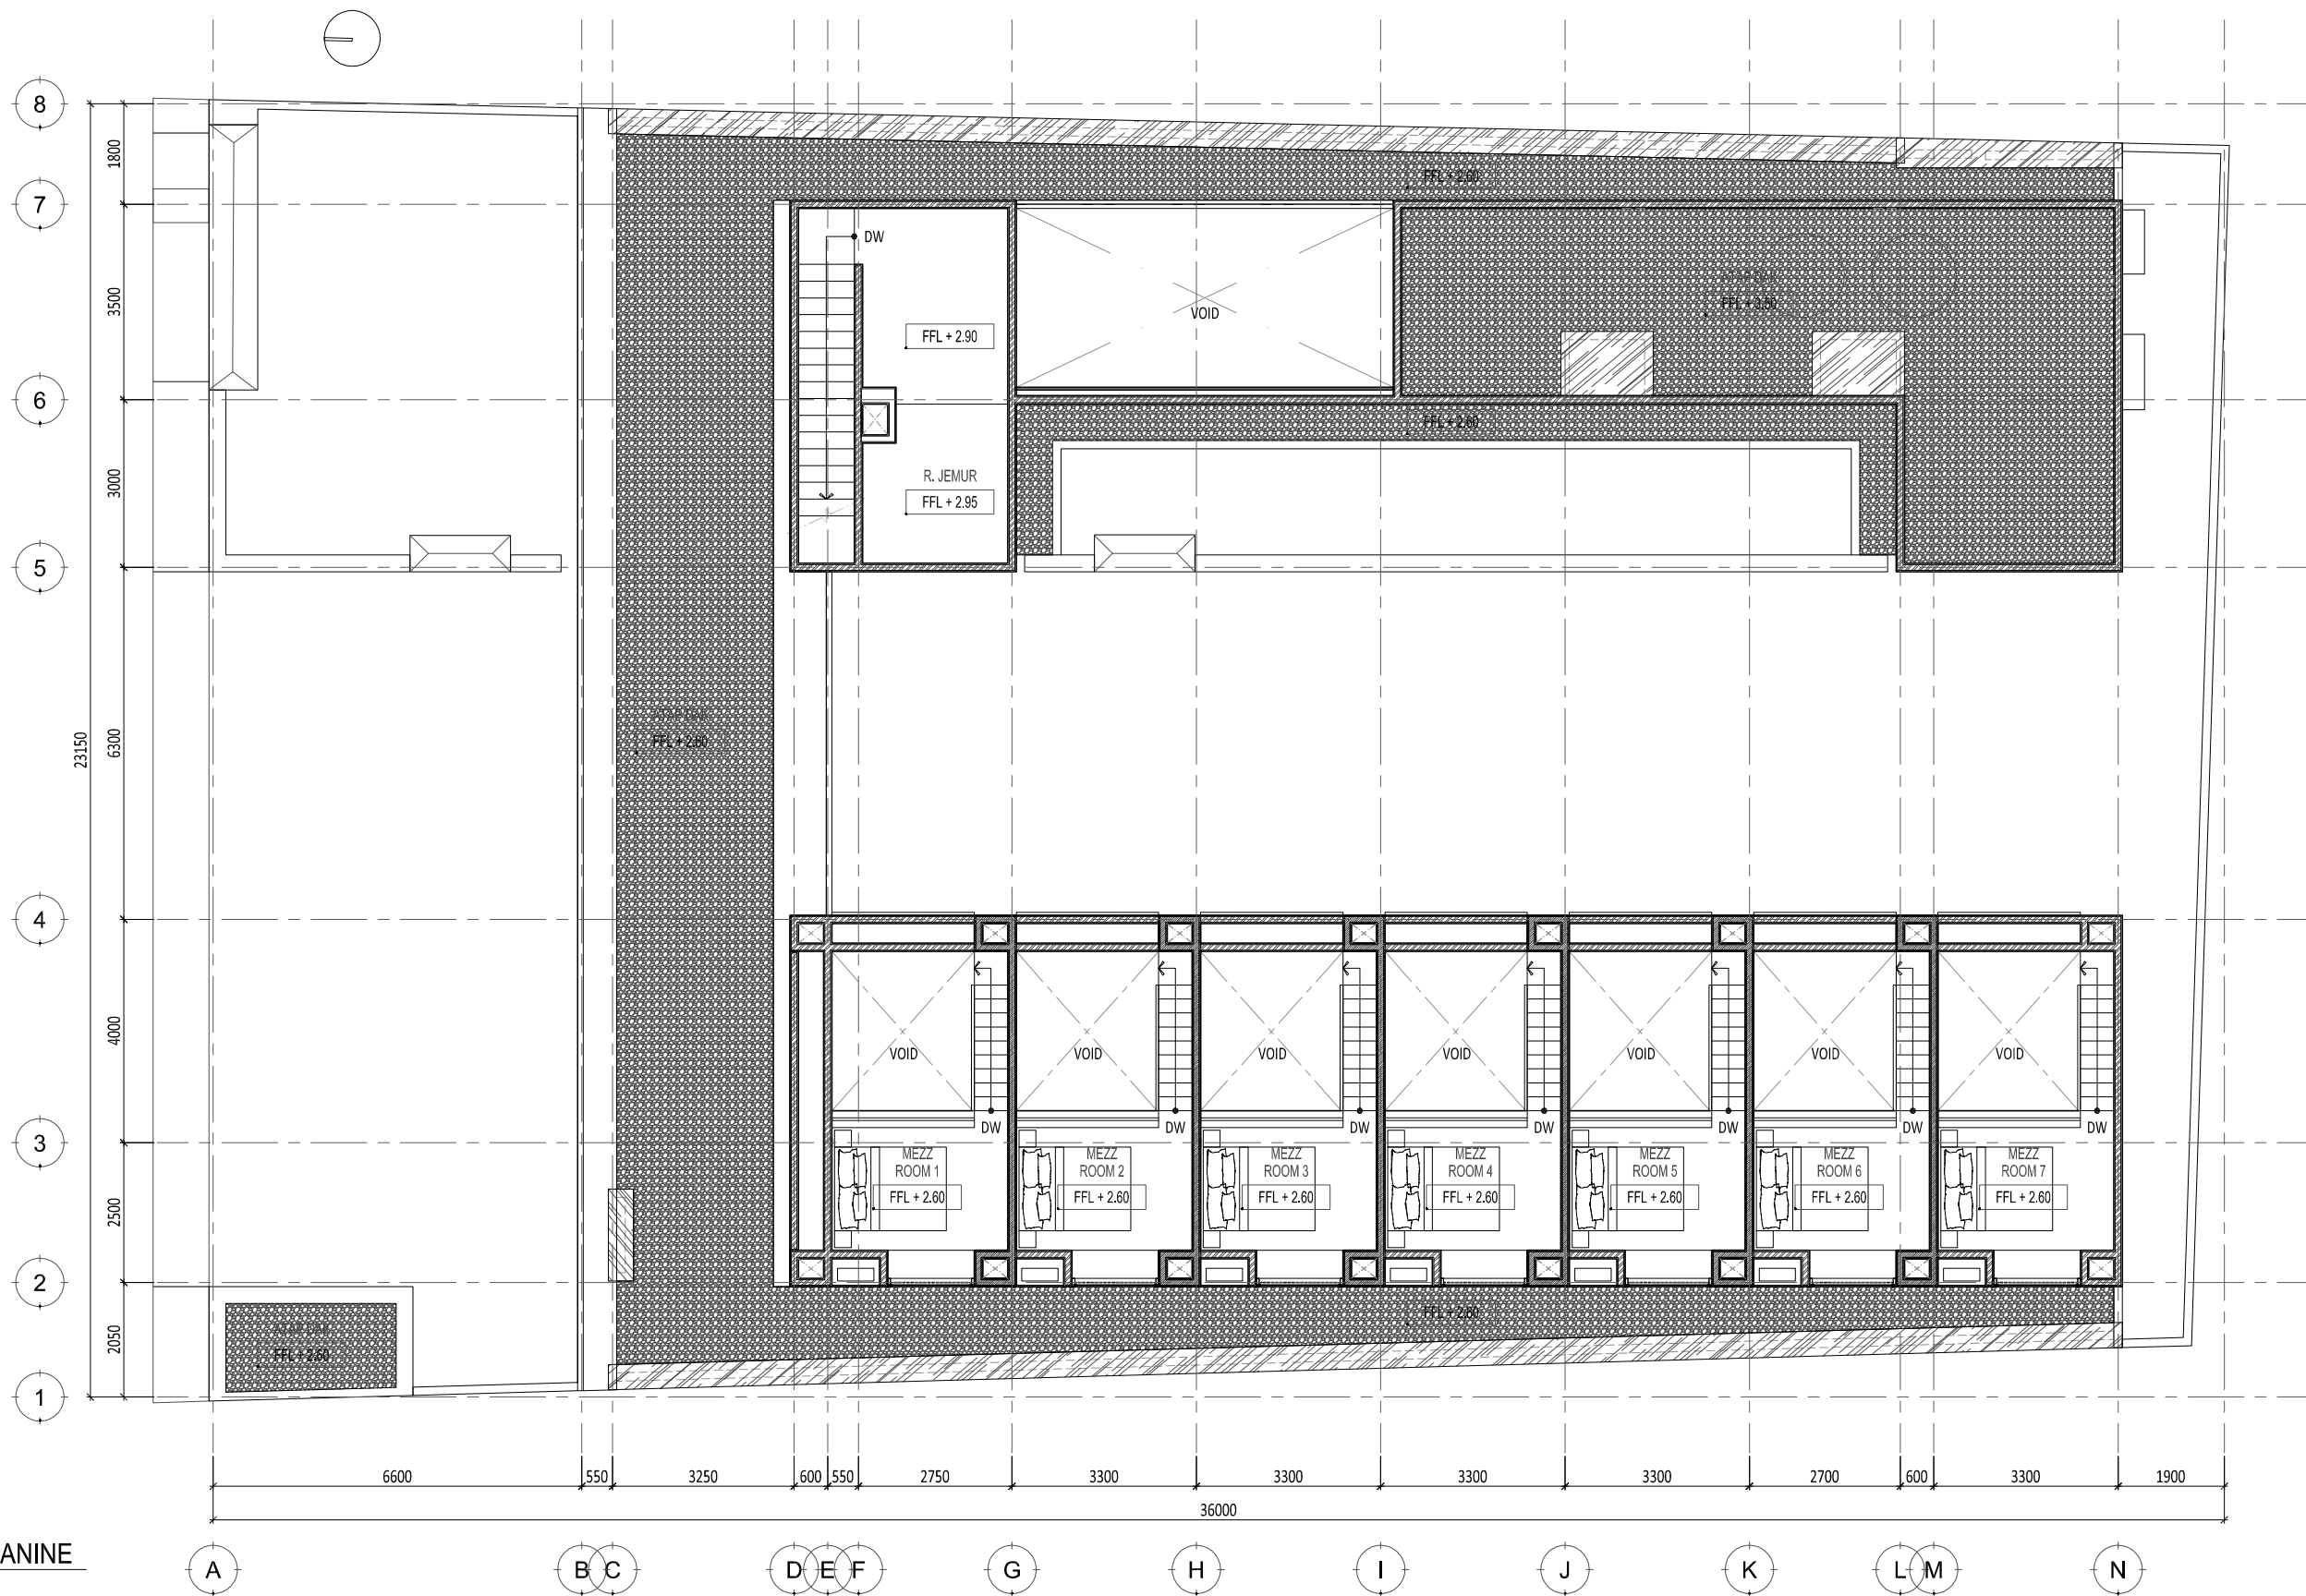 8
1800
7
FFL + 2.60
DW
3500
ATAP DAK
FFL + 3.50
VOID
FFL + 2.90
6
FFL + 2.60
3000
R. JEMUR
FFL + 2.95
5
23150
6300
ATAP DAK
FFL + 2.60
4
4000
VOID
VOID
VOID
VOID
VOID
VOID
VOID
3
DW
DW
DW
DW
DW
DW
DW
MEZZ
ROOM 1
FFL + 2.60
MEZZ
ROOM 2
FFL + 2.60
MEZZ
ROOM 3
FFL + 2.60
MEZZ
ROOM 4
FFL + 2.60
MEZZ
ROOM 5
FFL + 2.60
MEZZ
ROOM 6
FFL + 2.60
MEZZ
ROOM 7
FFL + 2.60
2500
2
FFL + 2.60
2050
ATAP DAK
FFL + 2.60
1
6600
550
3250
600
550
2750
3300
3300
3300
3300
2700
600
3300
1900
36000
ANINE
A
B
C
D
E
F
G
H
I
J
K
L
M
N